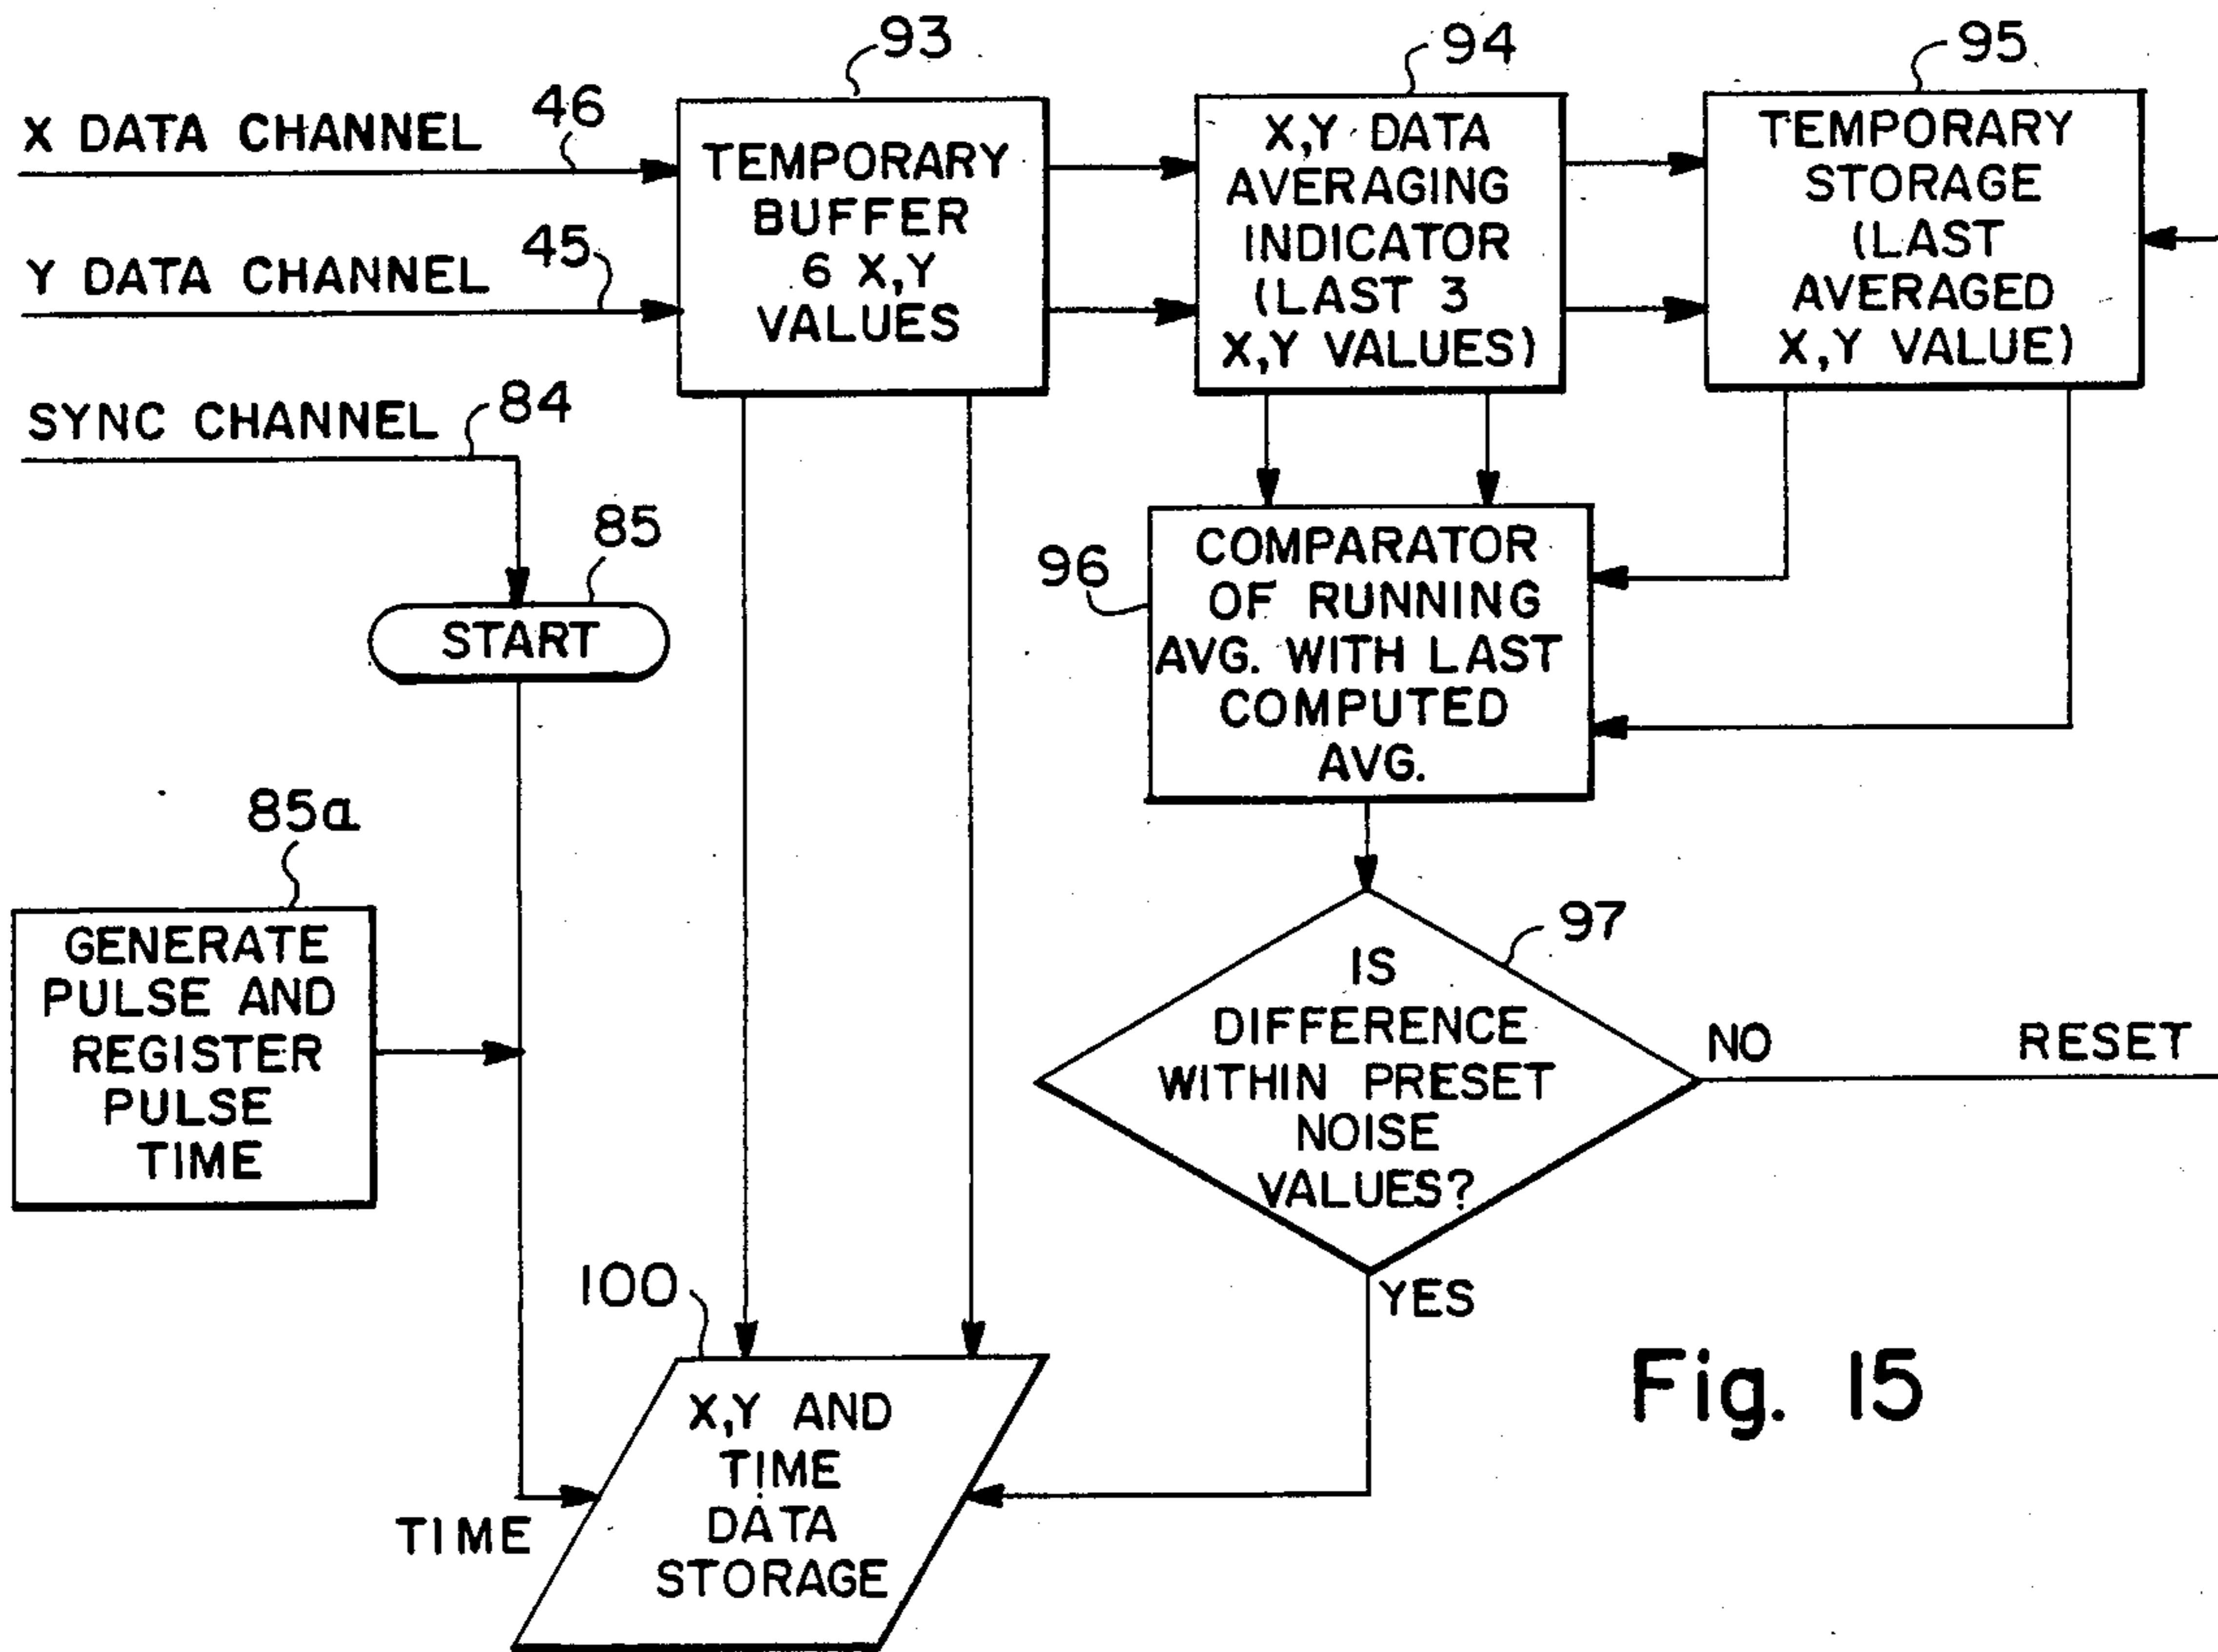 93
94
95
X DATA CHANNEL
46
Y DATA CHANNEL
45
TEMPORARY
BUFFER
6 X,Y
VALUES
X,Y DATA
AVERAGING
INDICATOR
(LAST 3
X,Y VALUES)
TEMPORARY
STORAGE
(LAST
AVERAGED
X,Y VALUE)
SYNC CHANNEL
84
85
START
96
COMPARATOR
OF RUNNING
AVG. WITH LAST
COMPUTED
AVG.
85a
GENERATE
PULSE AND
REGISTER
PULSE
TIME
97
IS
DIFFERENCE
WITHIN PRESET
NOISE
VALUES?
NO
RESET
YES
100
X,Y AND
TIME
DATA
STORAGE
TIME
Fig. 15